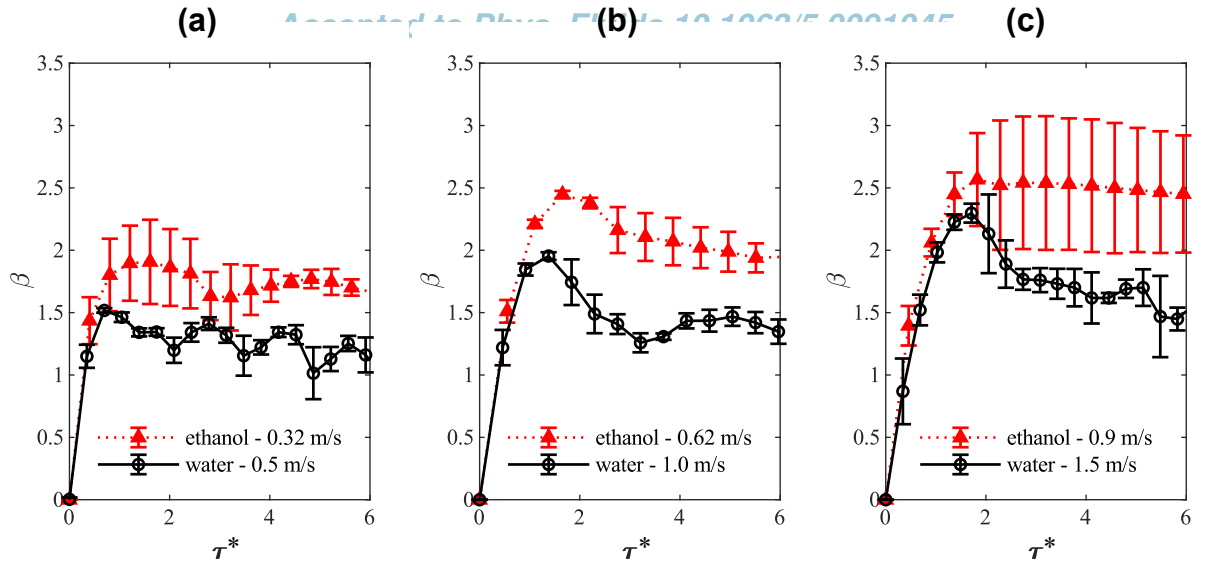 (a) (b) (c)
3.5 3.5 3.5
3 3 3
2.5 2.5 2.5
2 2 2
β β β
1.5 1.5 1.5
1 1 1
ethanol - 0.32 m/s ethanol - 0.62 m/s ethanol - 0.9 m/s
0.5 0.5 0.5
water - 0.5 m/s water - 1.0 m/s water - 1.5 m/s
0 0 0
0 2 4 6 0 2 4 6 0 2 4 6
τ* τ* τ*